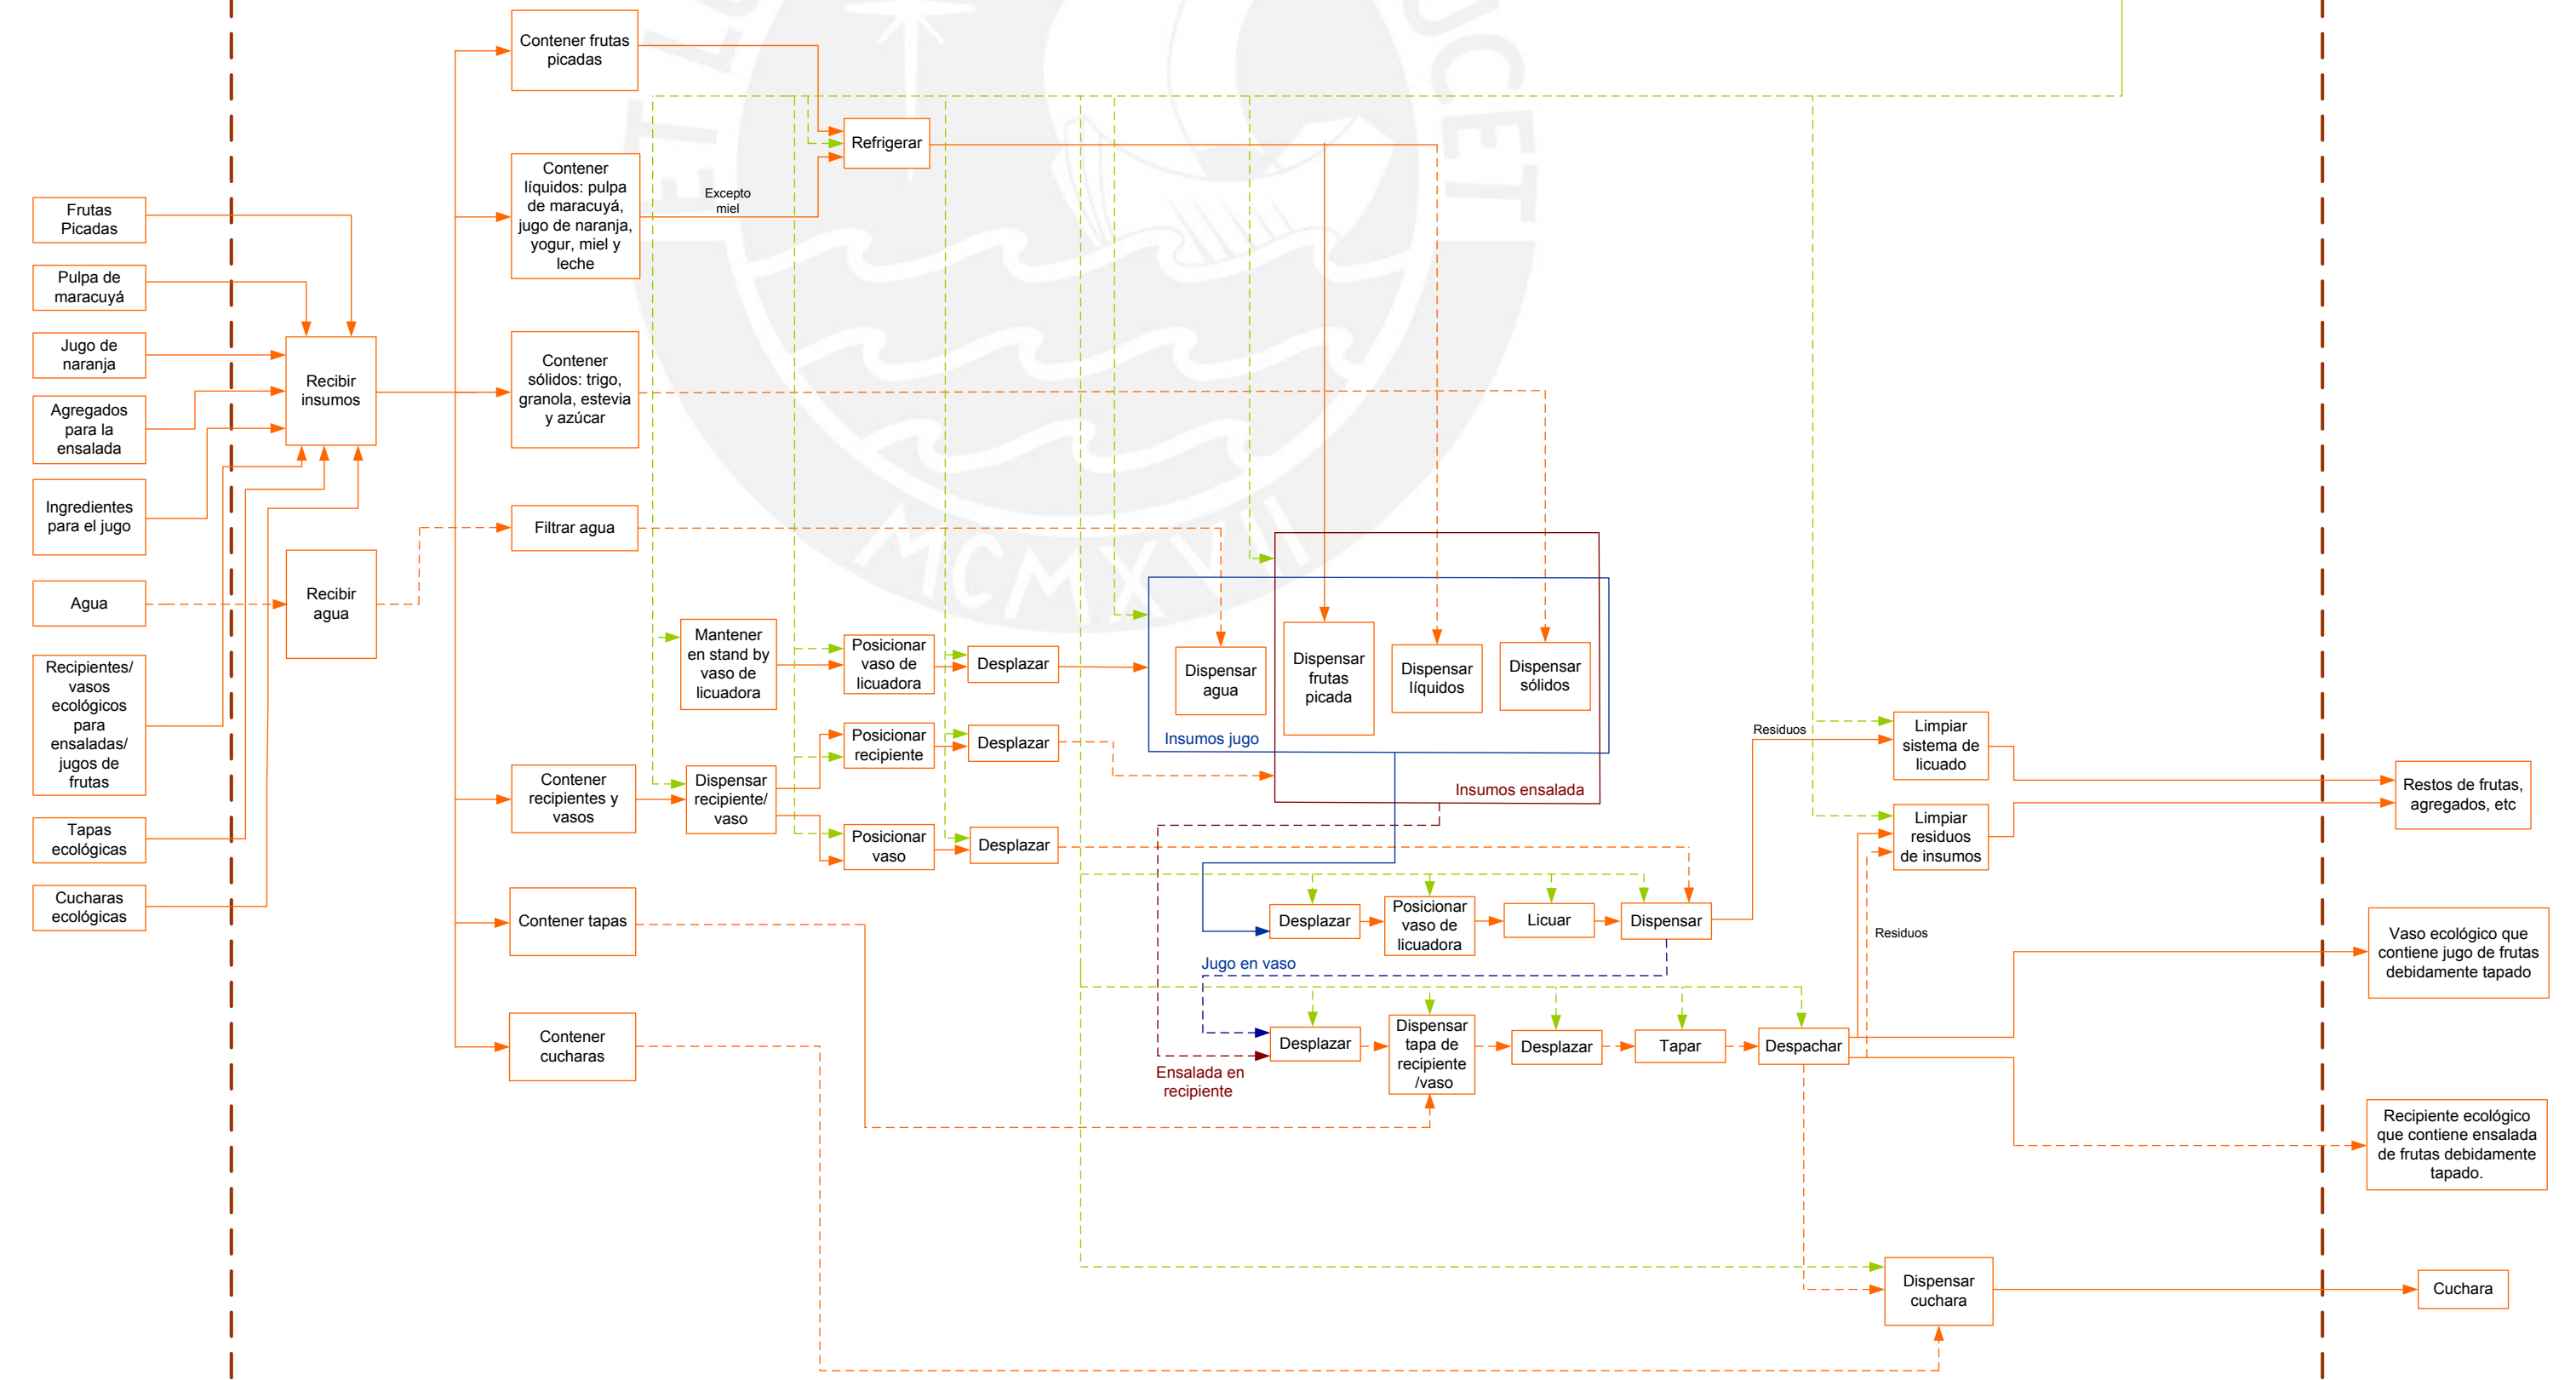 Frutas
Picadas
Pulpa de
maracuyá
Jugo de
naranja
Agregados
para la
ensalada
Ingredientes
para el jugo
Agua
Recipientes/
vasos
ecológicos
para
ensaladas/
jugos de
frutas
Tapas
ecológicas
Cucharas
ecológicas
Recibir
insumos
Recibir
agua
Contener frutas
picadas
Contener
líquidos: pulpa
de maracuyá,
jugo de naranja,
yogur, miel y
leche
Contener
sólidos: trigo,
granola, estevia
y azúcar
Filtrar agua
Contener
recipientes y
vasos
Contener tapas
Contener
cucharas
Excepto
miel
Refrigerar
Mantener
en stand by
vaso de
licuadora
Posicionar
vaso de
licuadora
Desplazar
Dispensar
recipiente/
vaso
Posicionar
recipiente
Desplazar
Posicionar
vaso
Desplazar
Dispensar
agua
Dispensar
frutas
picada
Dispensar
líquidos
Dispensar
sólidos
Insumos jugo
Insumos ensalada
Desplazar
Posicionar
vaso de
licuadora
Licuar
Dispensar
Jugo en vaso
Desplazar
Dispensar
tapa de
recipiente
/vaso
Desplazar
Tapar
Despachar
Ensalada en
recipiente
Residuos
Limpiar
sistema de
licuado
Limpiar
residuos
de insumos
Residuos
Dispensar
cuchara
Restos de frutas,
agregados, etc
Vaso ecológico que
contiene jugo de frutas
debidamente tapado
Recipiente ecológico
que contiene ensalada
de frutas debidamente
tapado.
Cuchara
ET LU
UCET
MCMXVII